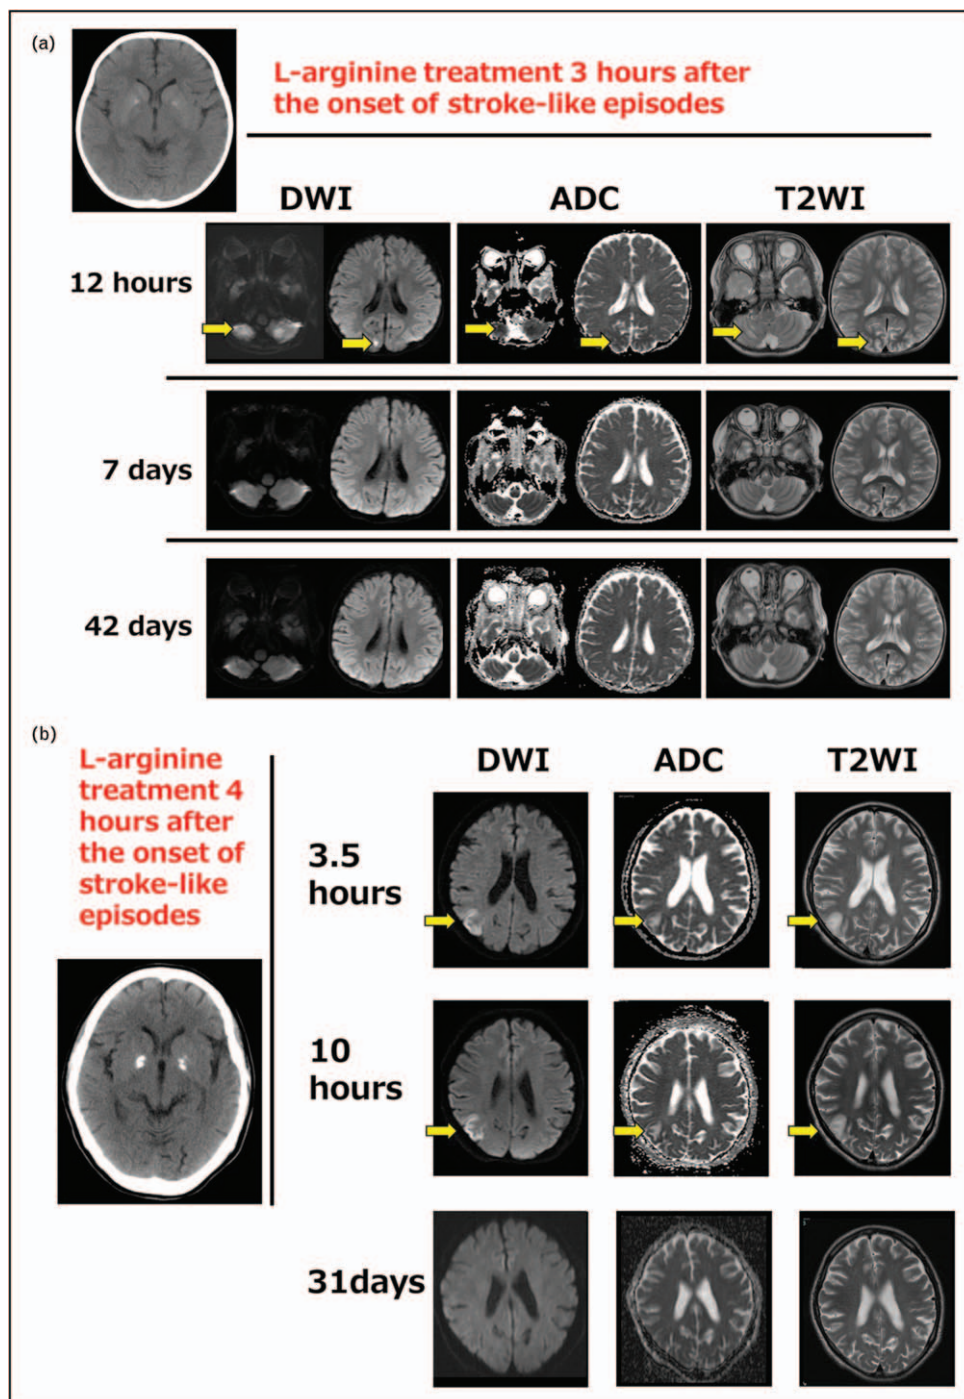 (a)
L-arginine treatment 3 hours after
the onset of stroke-like episodes
DWI
ADC
T2WI
12 hours
7 days
42 days
(b)
L-arginine
treatment 4
hours after
the onset of
stroke-like
episodes
DWI
ADC
T2WI
3.5
hours
10
hours
31days